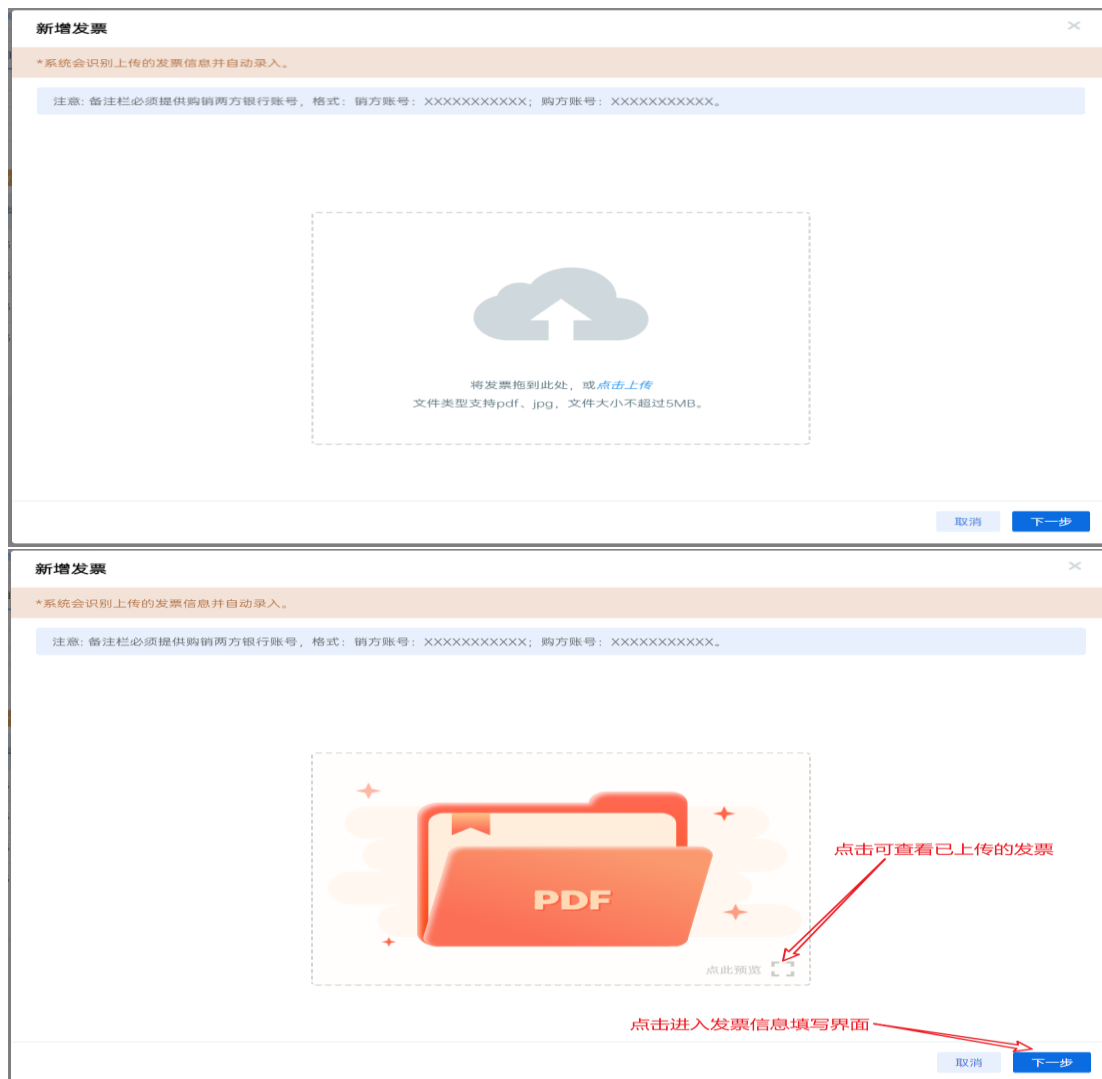 新增发票
*系统会识别上传的发票信息并自动录入。
注意: 备注栏必须提供购销两方银行账号, 格式: 销方账号: XXXXXXXXXXX; 购方账号: XXXXXXXXXXX。
将发票拖到此处, 或点击上传
文件类型支持pdf、jpg, 文件大小不超过5MB。
取消 下一步
新增发票
*系统会识别上传的发票信息并自动录入。
注意: 备注栏必须提供购销两方银行账号, 格式: 销方账号: XXXXXXXXXXX; 购方账号: XXXXXXXXXXX。
点击可查看已上传的发票
PDF
点此预览
点击进入发票信息填写界面
取消 下一步